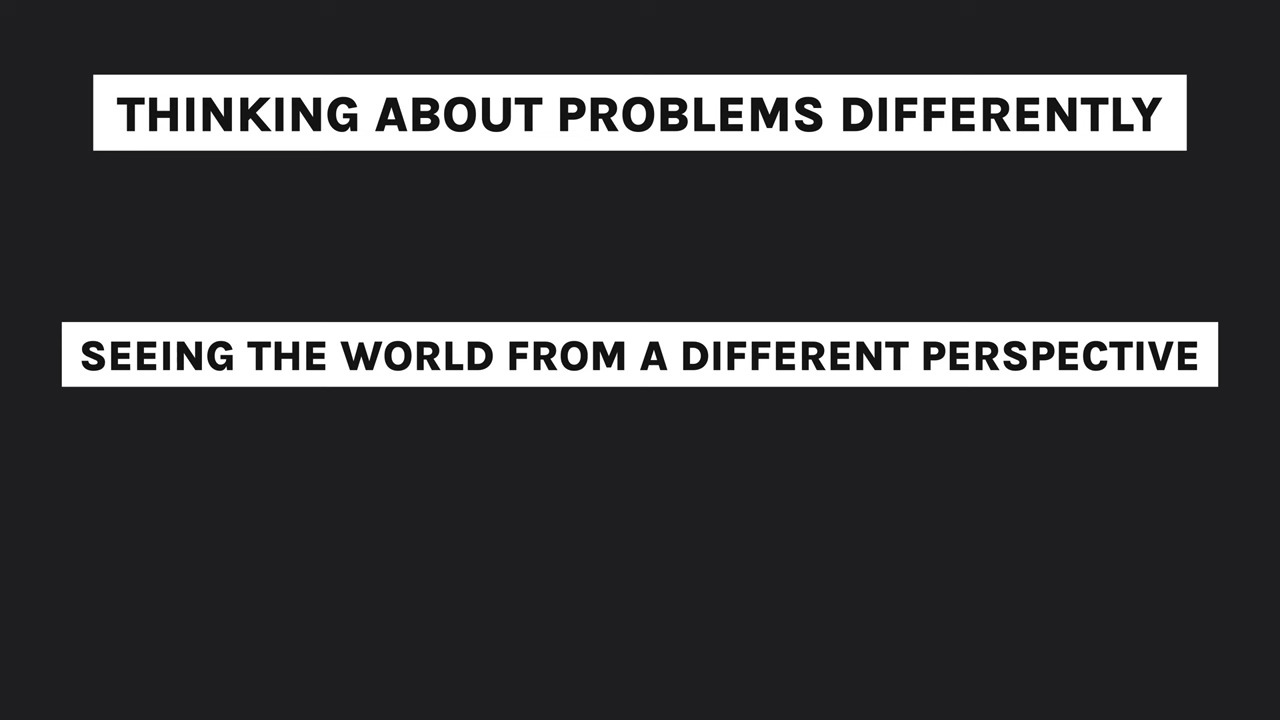 THINKING ABOUT PROBLEMS DIFFERENTLY
SEEING THE WORLD FROM A DIFFERENT PERSPECTIVE